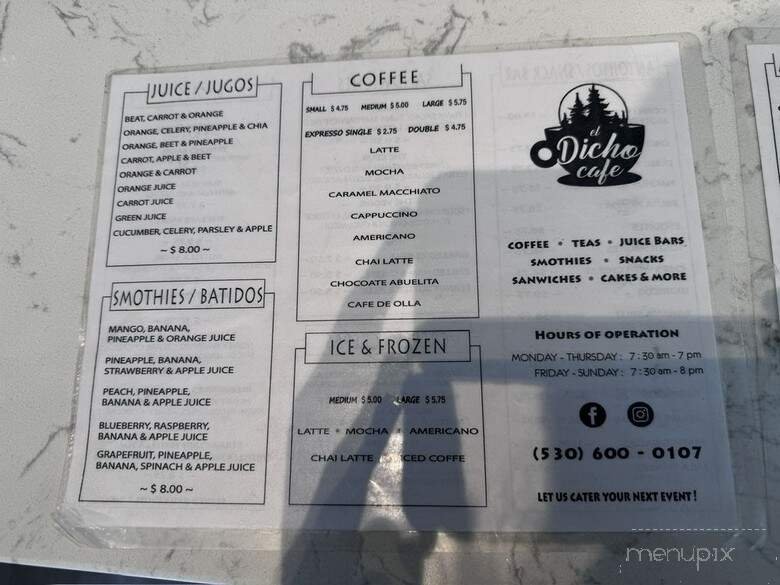 JUICE / JUGOS
BEAT, CARROT & ORANGE
ORANGE, CELERY, PINEAPPLE & CHIA
ORANGE, BEET & PINEAPPLE
CARROT, APPLE & BEET
ORANGE & CARROT
ORANGE JUICE
CARROT JUICE
GREEN JUICE
CUCUMBER, CELERY, PARSLEY & APPLE
~ $ 8.00 ~
SMOTHIES / BATIDOS
MANGO, BANANA,
PINEAPPLE & ORANGE JUICE
PINEAPPLE, BANANA,
STRAWBERRY & APPLE JUICE
PEACH, PINEAPPLE,
BANANA & APPLE JUICE
BLUEBERRY, RASPBERRY,
BANANA & APPLE JUICE
GRAPEFRUIT, PINEAPPLE,
BANANA, SPINACH & APPLE JUICE
~ $ 8.00 ~
COFFEE
SMALL $ 4.75 MEDIUM $ 5.00 LARGE $ 5.75
EXPRESSO SINGLE $ 2.75 DOUBLE $ 4.75
LATTE
MOCHA
CARAMEL MACCHIATO
CAPPUCCINO
AMERICANO
CHAI LATTE
CHOCOATE ABUELITA
CAFE DE OLLA
ICE & FROZEN
MEDIUM $ 5.00 LARGE $ 5.75
LATTE * MOCHA * AMERICANO
CHAI LATTE * ICED COFFE
el
Dicho
cafe
COFFEE * TEAS * JUICE BARS
SMOTHIES * SNACKS
SANWICHES * CAKES & MORE
HOURS OF OPERATION
MONDAY - THURSDAY : 7 : 30 am - 7 pm
FRIDAY - SUNDAY : 7 : 30 am - 8 pm
(530) 600 - 0107
LET US CATER YOUR NEXT EVENT !
menupix